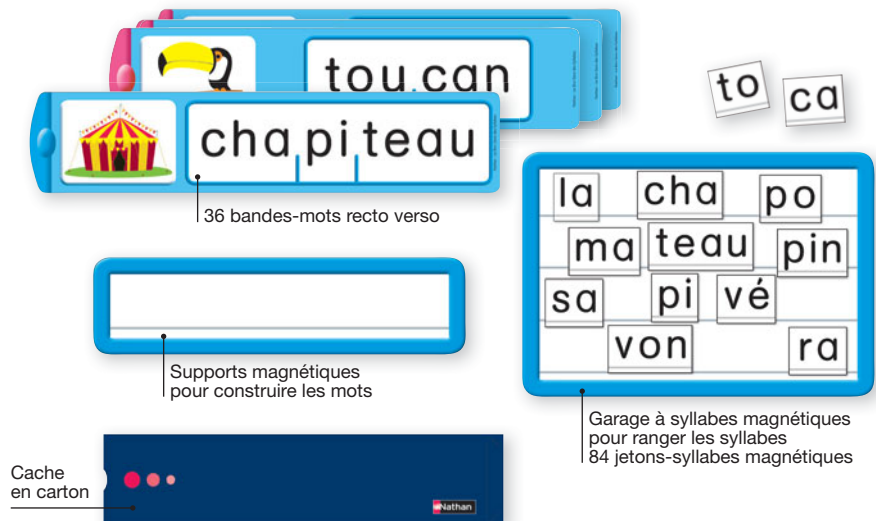 tou can
cha pi teau
to
ca
36 bandes-mots recto verso
la cha po
ma teau pin
sa pi vé
von ra
Supports magnétiques
pour construire les mots
Garage à syllabes magnétiques
pour ranger les syllabes
84 jetons-syllabes magnétiques
Cache
en carton
Nathan